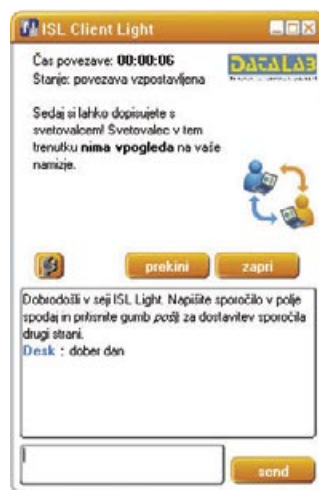 ISL Client Light
Čas povezave: 00:00:06
Stanje: povezava vzpostavljena
DATALAB
Sedaj si lahko dopisujete s
svetovalcem! Svetovalec v tem
trenutku nima vpogleda na vaše
namizje.
prekini
zapri
Dobrodošli v seji ISL Light. Napišite sporočilo v polje
spodaj in pritisnite gumb pošlji za dostavitev sporočila
drugi strani.
Desk : dober dan
send